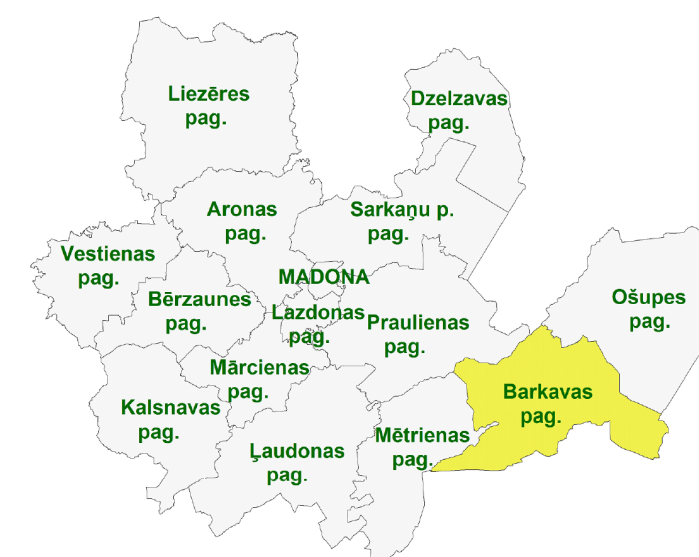 Liezēres
pag.
Dzelzavas
pag.
Aronas
pag.
Sarkaņu p.
pag.
Vestienas
pag.
MADONA
Bērzaunes
pag.
Ošupes
pag.
Lazdonas
pag.
Praulienas
pag.
Mārcienas
pag.
Barkavas
pag.
Kalsnavas
pag.
Mētrienas
pag.
Ļaudonas
pag.